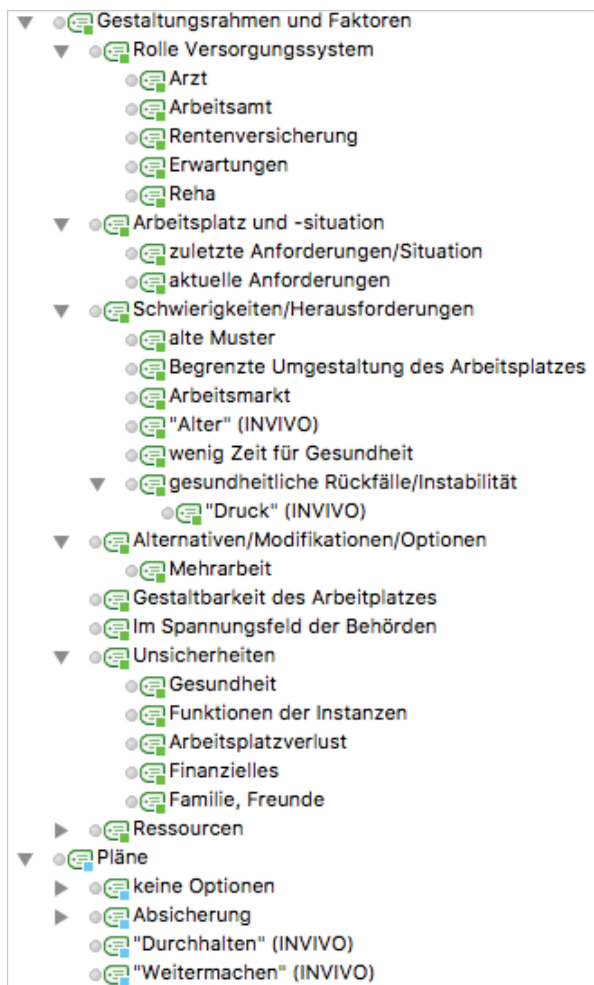 Gestaltungsrahmen und Faktoren
Rolle Versorgungssystem
Arzt
Arbeitsamt
Rentenversicherung
Erwartungen
Reha
Arbeitsplatz und -situation
zuletzte Anforderungen/Situation
aktuelle Anforderungen
Schwierigkeiten/Herausforderungen
alte Muster
Begrenzte Umgestaltung des Arbeitsplatzes
Arbeitsmarkt
"Alter" (INVIVO)
wenig Zeit für Gesundheit
gesundheitliche Rückfälle/Instabilität
"Druck" (INVIVO)
Alternativen/Modifikationen/Optionen
Mehrarbeit
Gestaltbarkeit des Arbeitplatzes
Im Spannungsfeld der Behörden
Unsicherheiten
Gesundheit
Funktionen der Instanzen
Arbeitsplatzverlust
Finanzielles
Familie, Freunde
Ressourcen
Pläne
keine Optionen
Absicherung
"Durchhalten" (INVIVO)
"Weitermachen" (INVIVO)